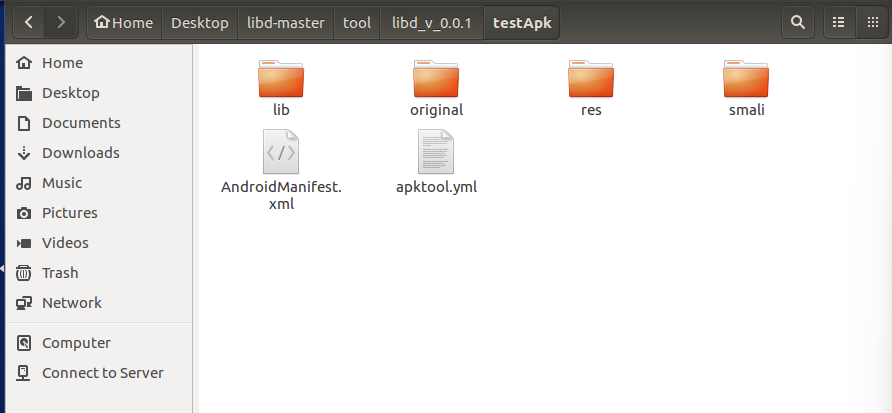 Home
Desktop
libd-master
tool
libd_v_0.0.1
testApk
Home
Desktop
Documents
Downloads
Music
Pictures
Videos
Trash
Network
Computer
Connect to Server
lib
original
res
smali
AndroidManifest.
xml
apktool.yml